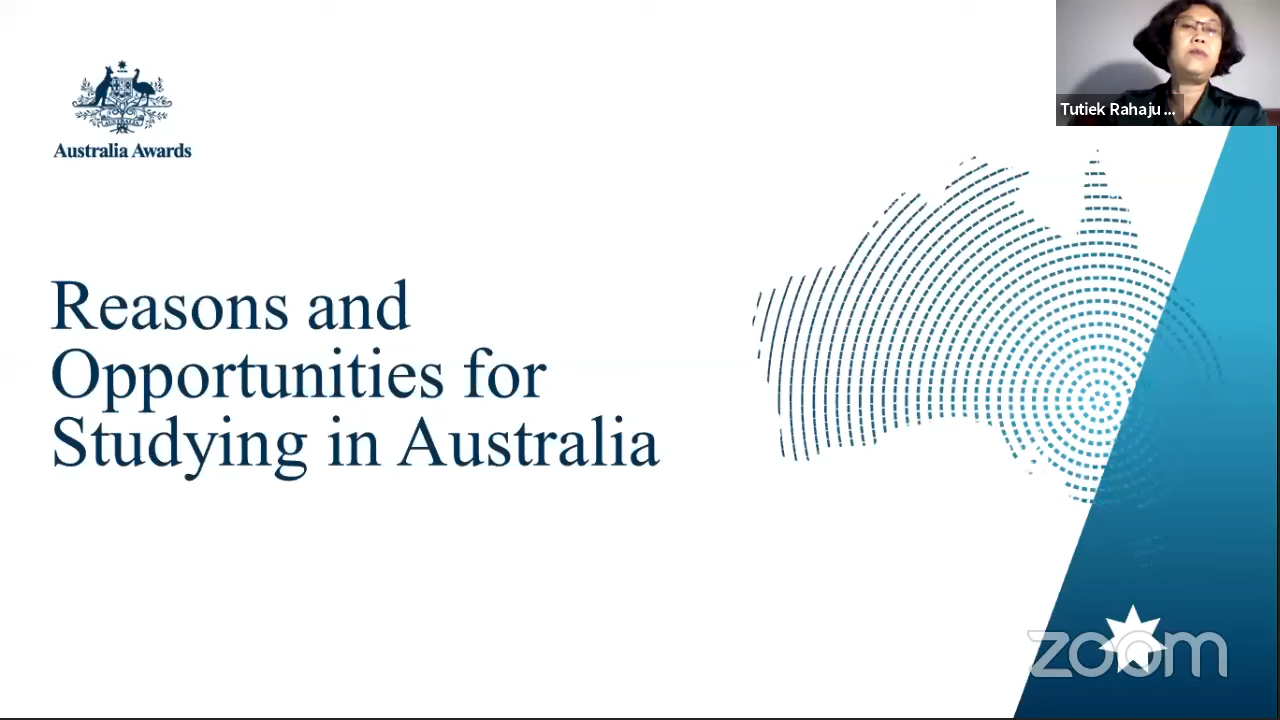 Tutiek Rahaju ...
Australia Awards
Reasons and
Opportunities for
Studying in Australia
zoom